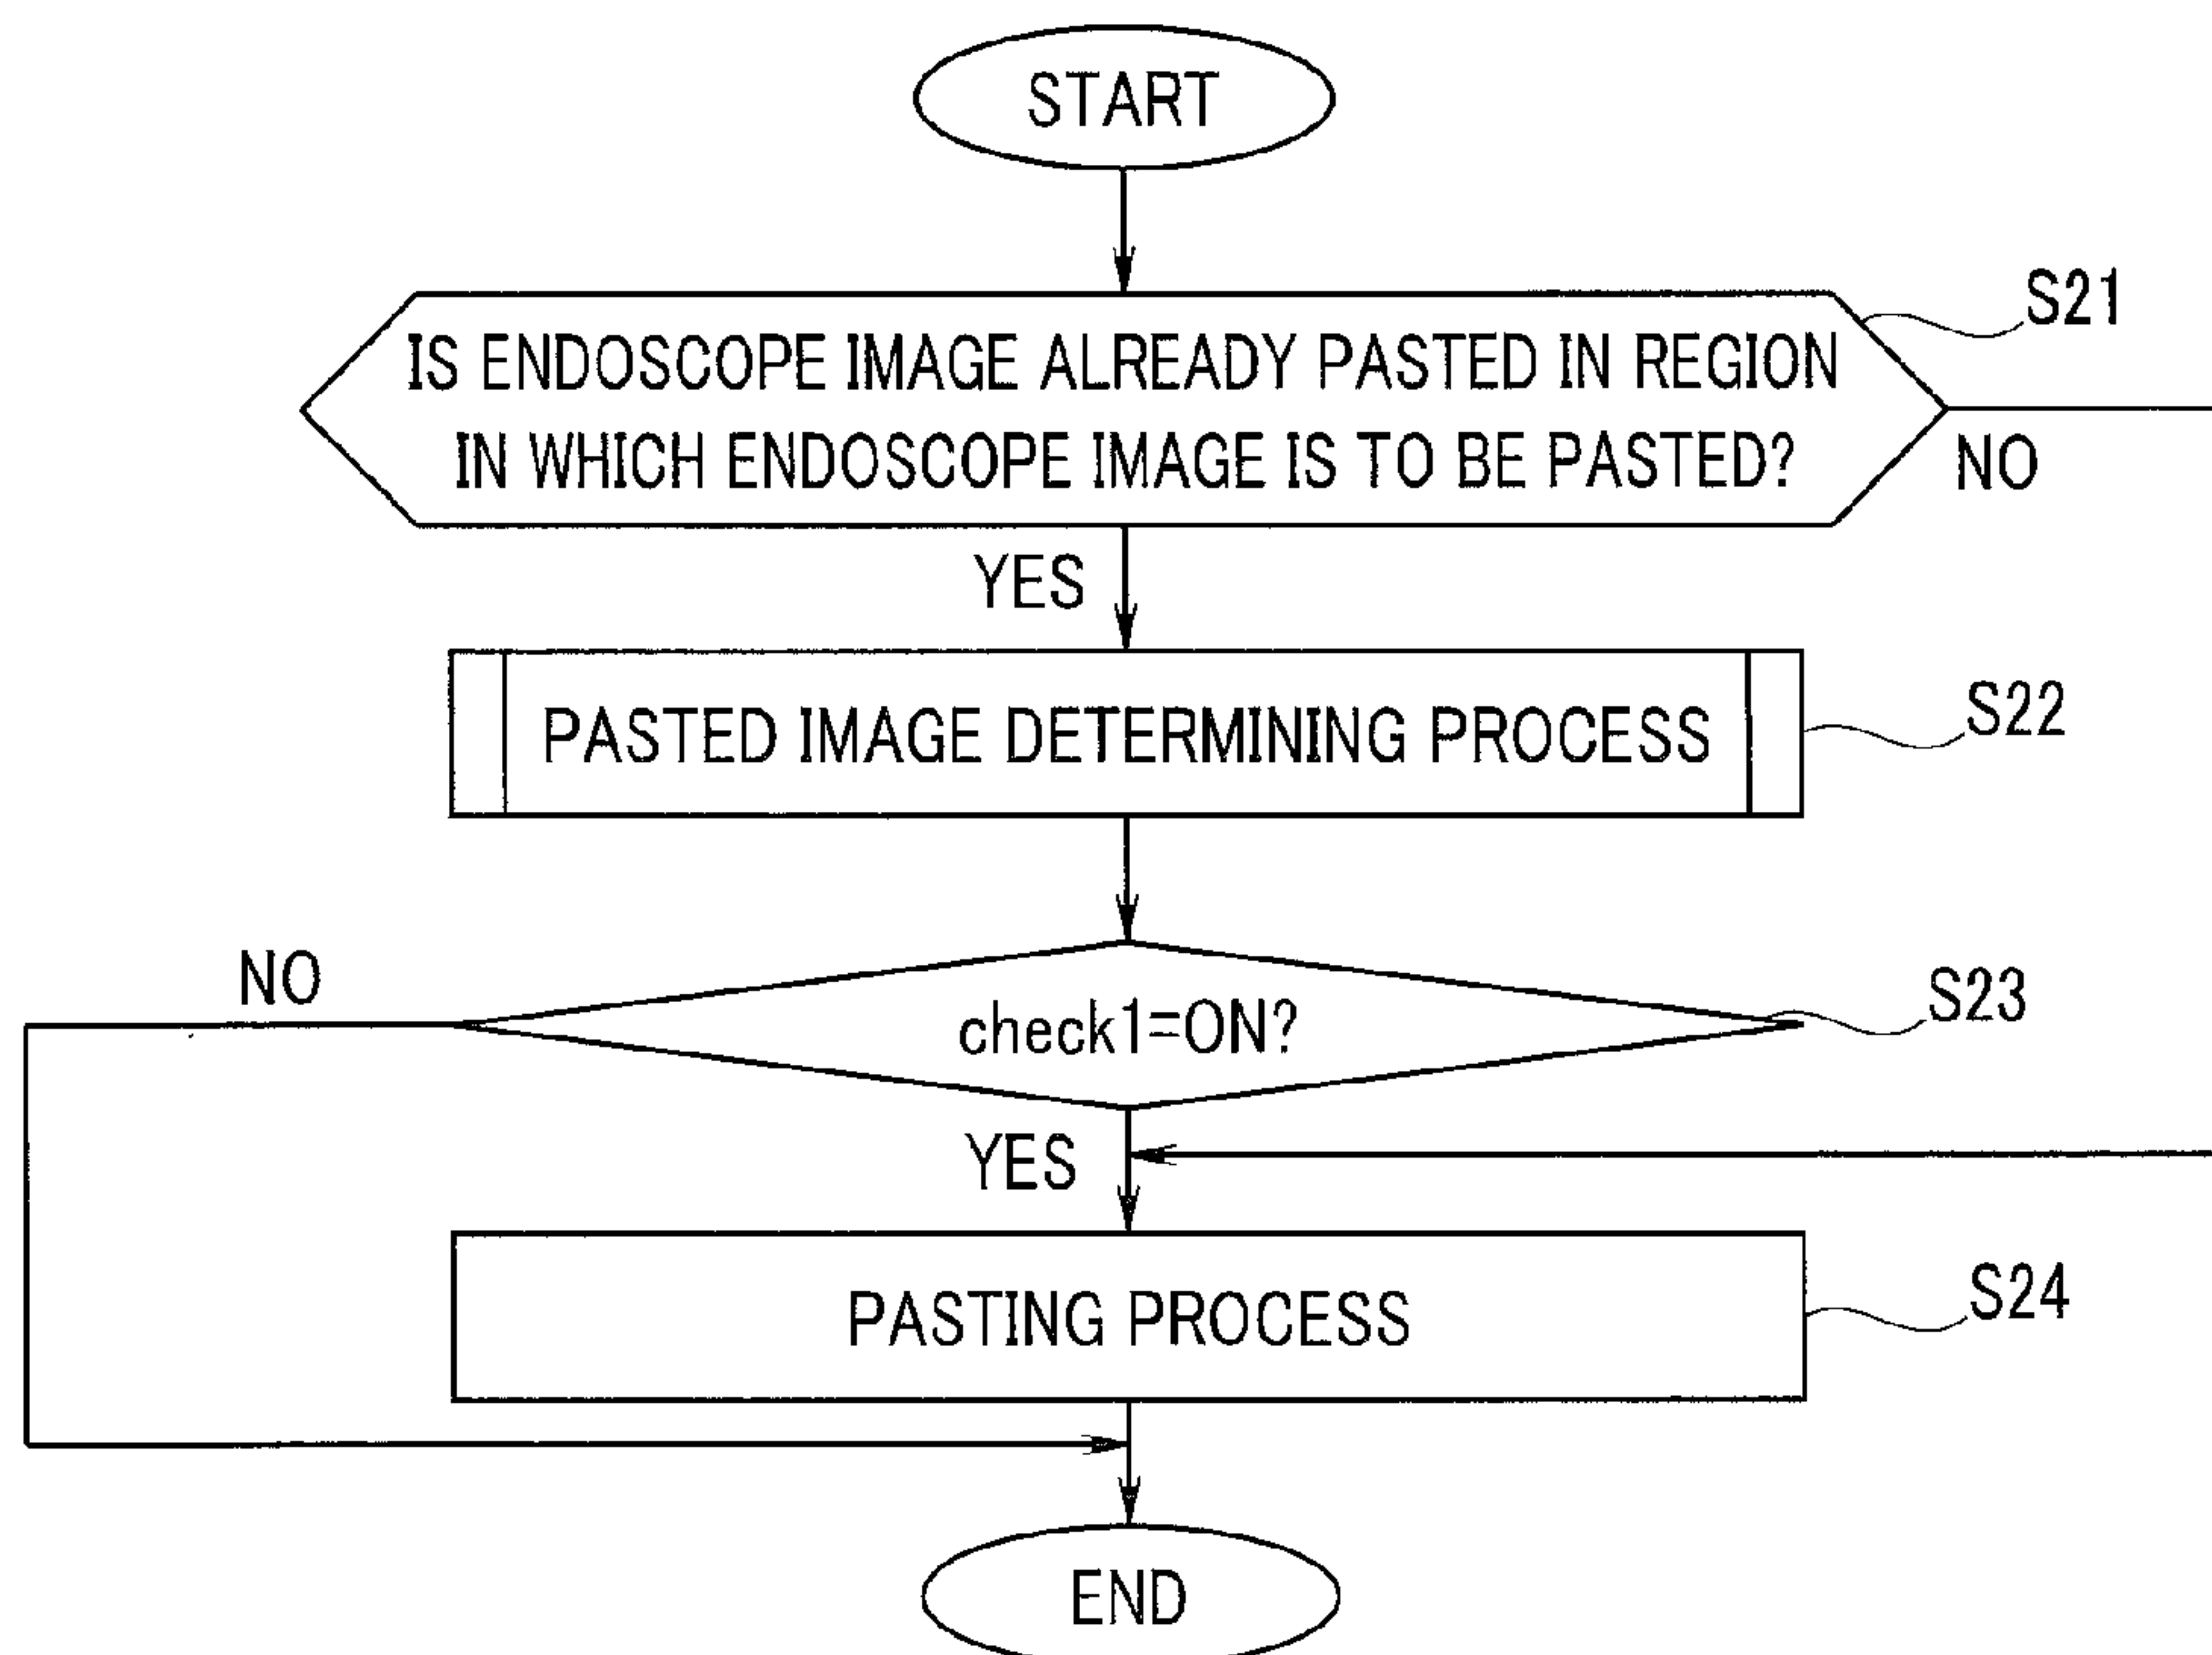 START
S21
IS ENDOSCOPE IMAGE ALREADY PASTED IN REGION
IN WHICH ENDOSCOPE IMAGE IS TO BE PASTED?
NO
YES
PASTED IMAGE DETERMINING PROCESS
S22
NO
check1=ON?
S23
YES
PASTING PROCESS
S24
END